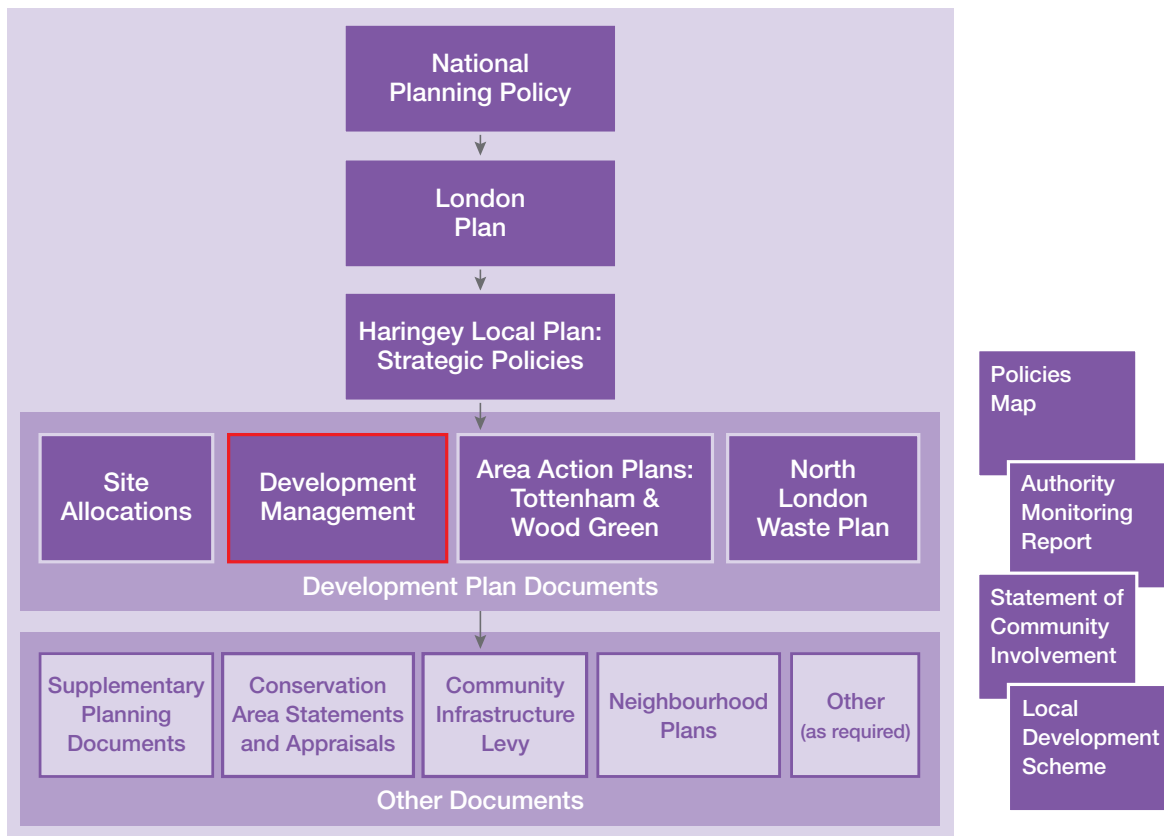 National
Planning Policy
London
Plan
Haringey Local Plan:
Strategic Policies
Site
Allocations
Development
Management
Area Action Plans:
Tottenham &
Wood Green
North
London
Waste Plan
Development Plan Documents
Supplementary
Planning
Documents
Conservation
Area Statements
and Appraisals
Community
Infrastructure
Levy
Neighbourhood
Plans
Other
(as required)
Other Documents
Policies
Map
Authority
Monitoring
Report
Statement of
Community
Involvement
Local
Development
Scheme